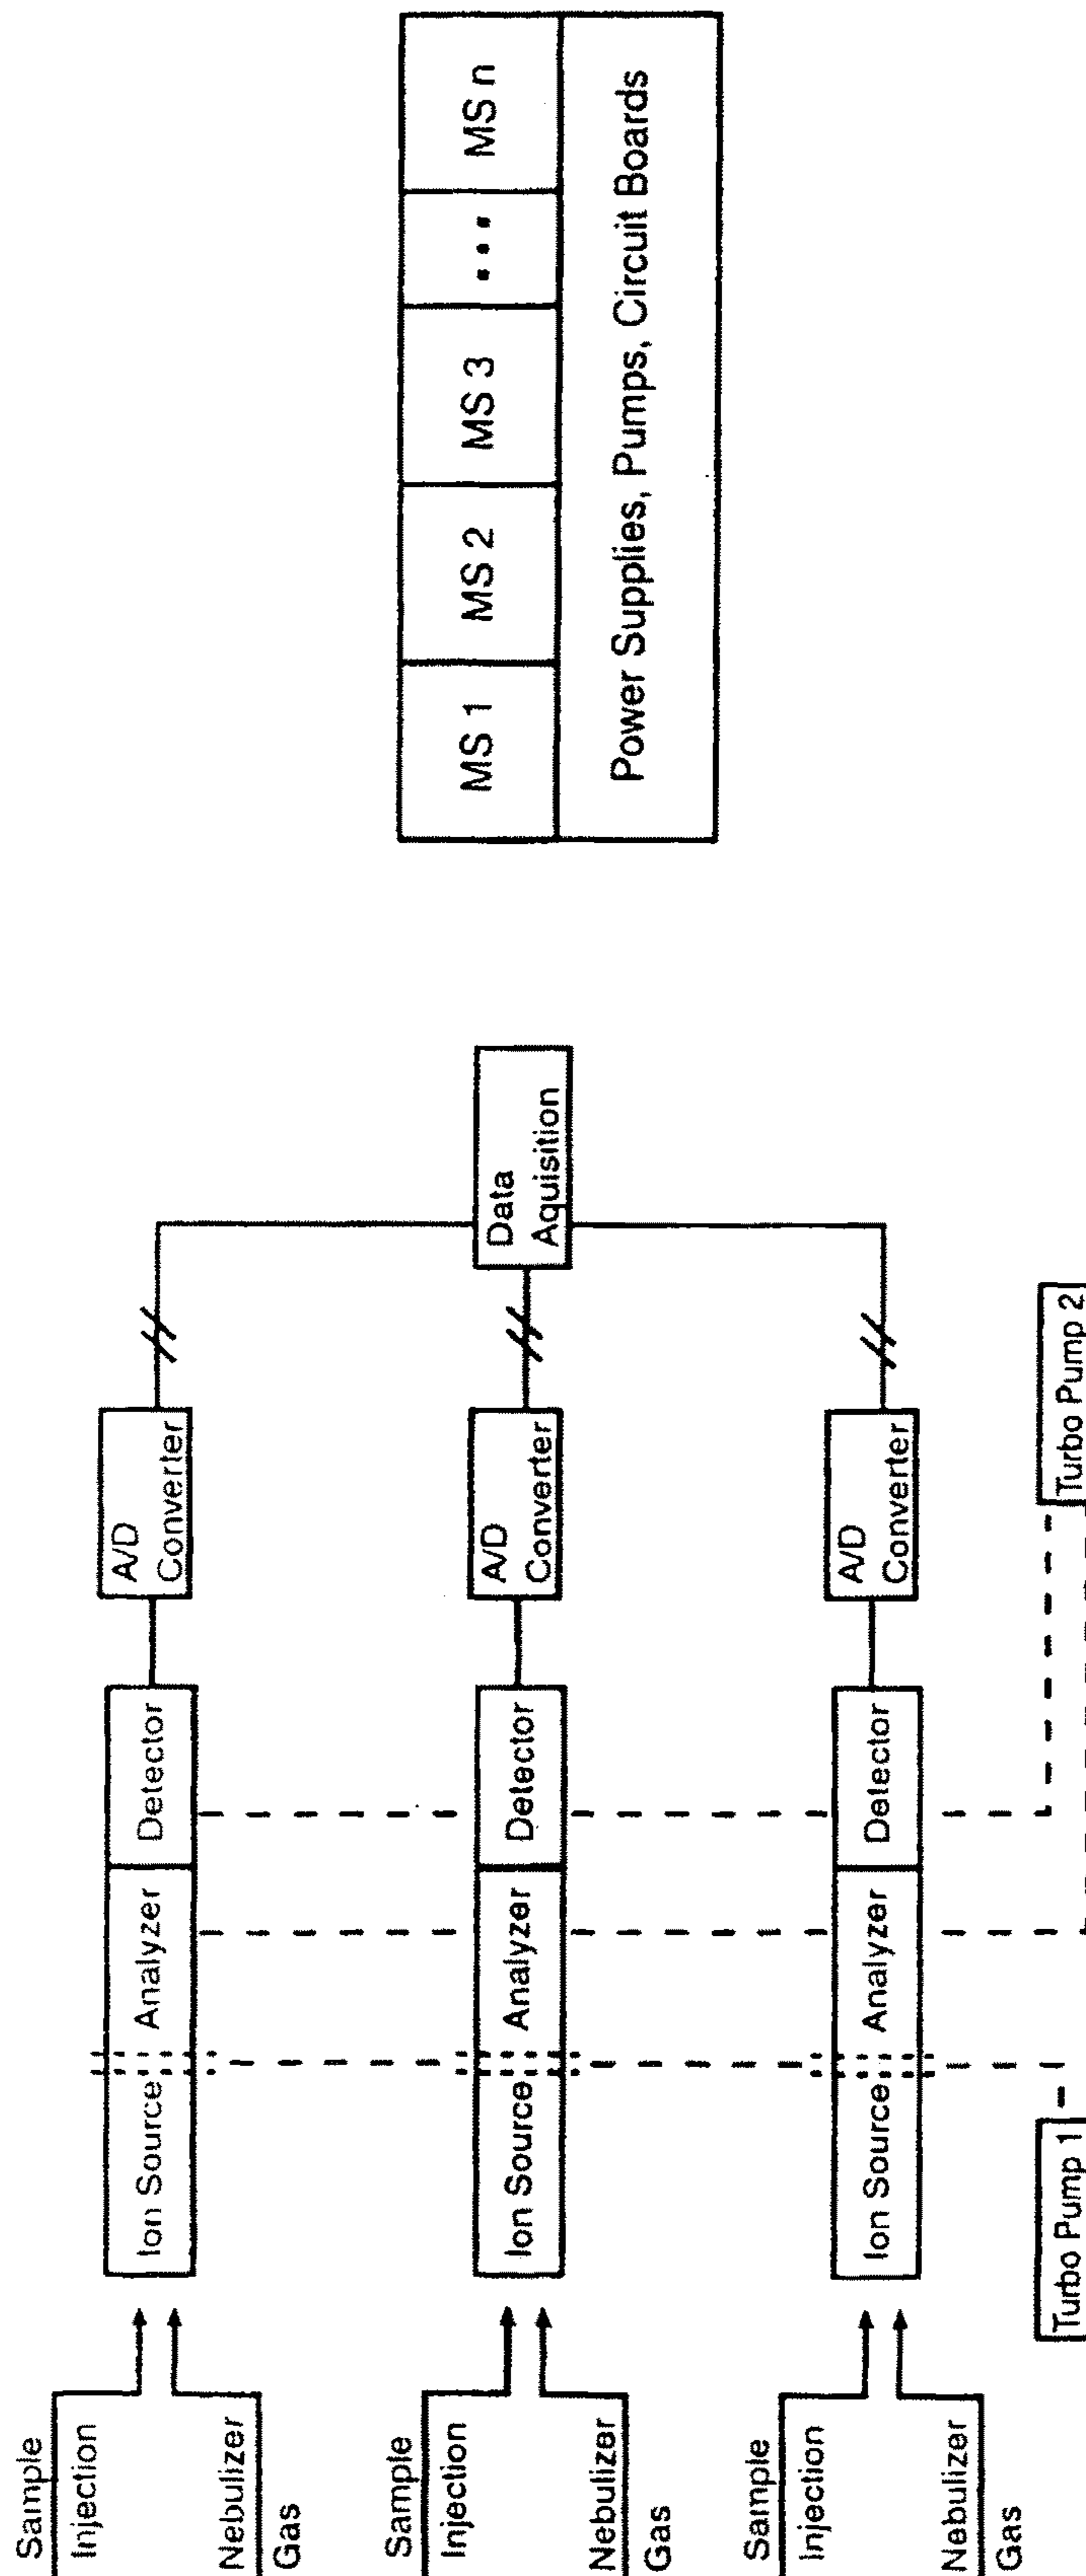 Sample
Injection
Nebulizer
Gas
Ion Source
Analyzer
Detector
A/D
Converter
Sample
Injection
Nebulizer
Gas
Ion Source
Analyzer
Detector
A/D
Converter
Data
Aquisition
Sample
Injection
Nebulizer
Gas
Ion Source
Analyzer
Detector
A/D
Converter
Turbo Pump 1
Turbo Pump 2
MS 1
MS 2
MS 3
...
MS n
Power Supplies, Pumps, Circuit Boards